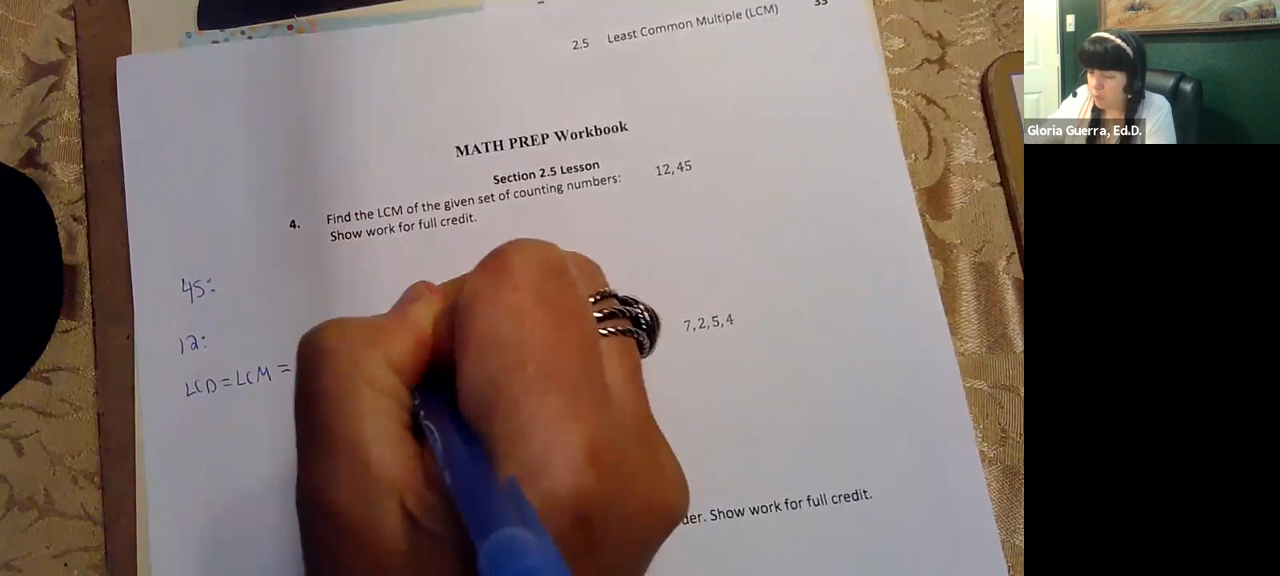 33
2.5 Least Common Multiple (LCM)
MATH PREP Workbook
Section 2.5 Lesson
4. Find the LCM of the given set of counting numbers: 12, 45
Show work for full credit.
45:
12:
LCD = LCM =
7, 2, 5, 4
der. Show work for full credit.
Gloria Guerra, Ed.D.